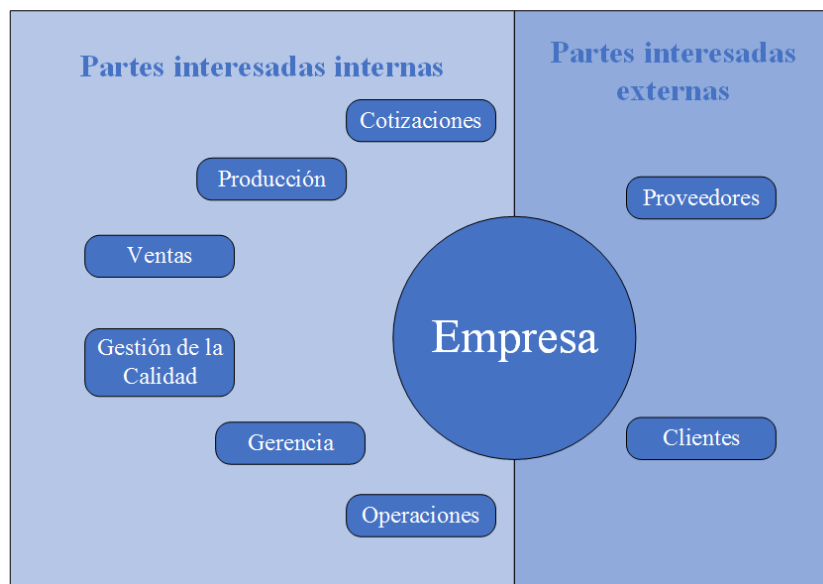 Partes interesadas internas
Cotizaciones
Producción
Ventas
Gestión de la
Calidad
Gerencia
Operaciones
Empresa
Partes interesadas
externas
Proveedores
Clientes